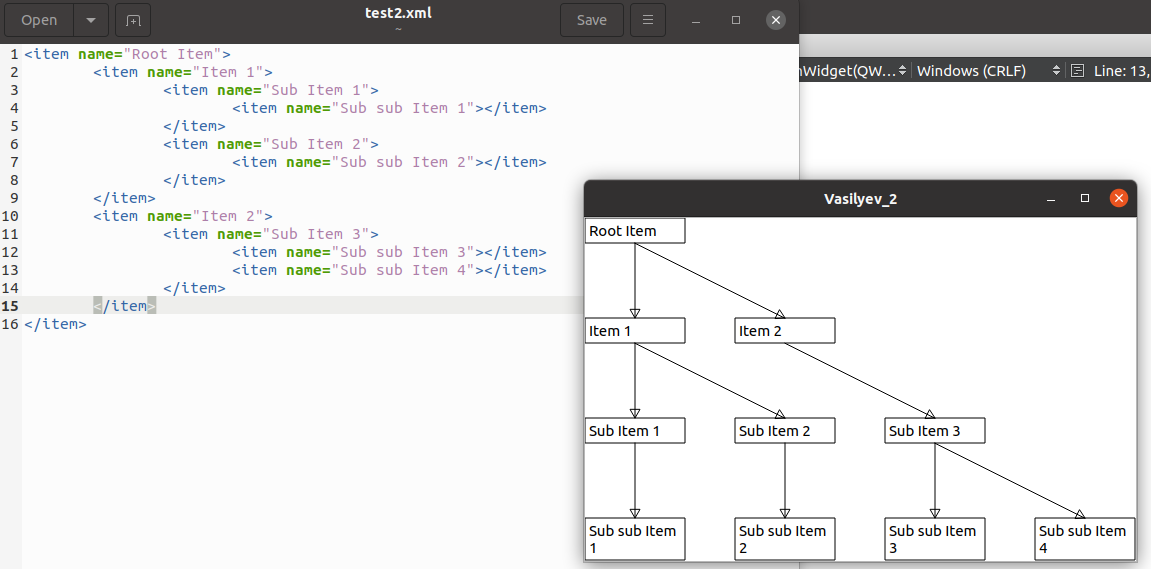 Open
test2.xml
~
Save
1 <item name="Root Item">
2 <item name="Item 1">
3 <item name="Sub Item 1">
4 <item name="Sub sub Item 1"></item>
5 </item>
6 <item name="Sub Item 2">
7 <item name="Sub sub Item 2"></item>
8 </item>
9 </item>
10 <item name="Item 2">
11 <item name="Sub Item 3">
12 <item name="Sub sub Item 3"></item>
13 <item name="Sub sub Item 4"></item>
14 </item>
15 </item>
16 </item>
nWidget(QW... Windows (CRLF) Line: 13,
Vasilyev_2
Root Item
Item 1
Item 2
Sub Item 1
Sub Item 2
Sub Item 3
Sub sub Item
1
Sub sub Item
2
Sub sub Item
3
Sub sub Item
4